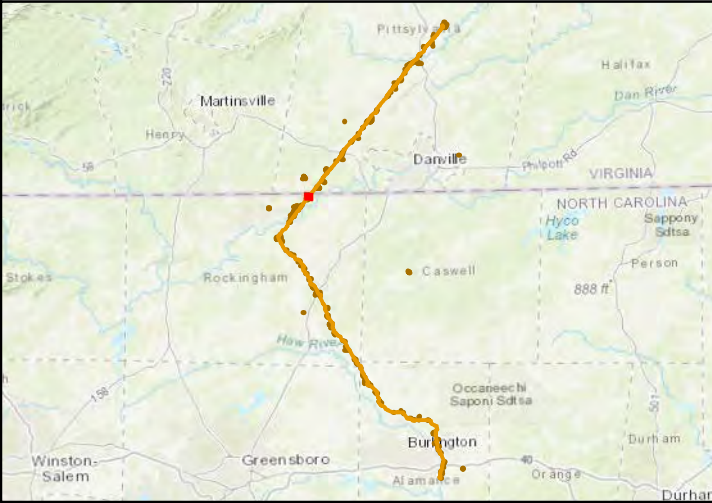 Pittsylvania
220
Halifax
Martinsville
Dan River
Henry
58
Danville
Philpott Rd
VIRGINIA
NORTH CAROLINA
Hyco
Lake
Sappony
Sdtsa
Stokes
Rockingham
Caswell
Person
888 ft
Haw River
158
Occaneechi
Saponi Sdtsa
501
Burlington
Durham
Winston-
Salem
Greensboro
Alamance
40
Orange
Durham